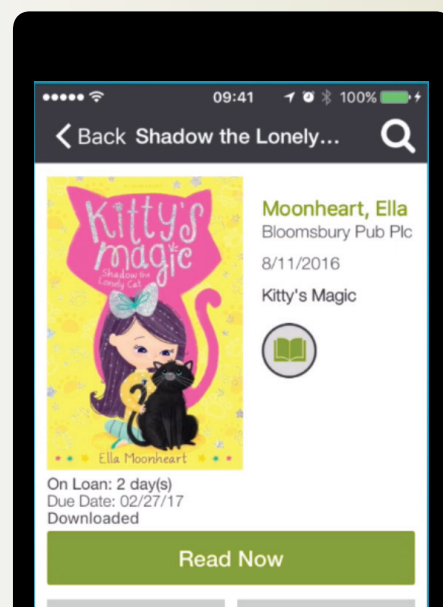 09:41
100%
Back Shadow the Lonely...
Kitty's
magic
Shadow the
Lonely Cat
Ella Moonheart
Moonheart, Ella
Bloomsbury Pub Plc
8/11/2016
Kitty's Magic
On Loan: 2 day(s)
Due Date: 02/27/17
Downloaded
Read Now